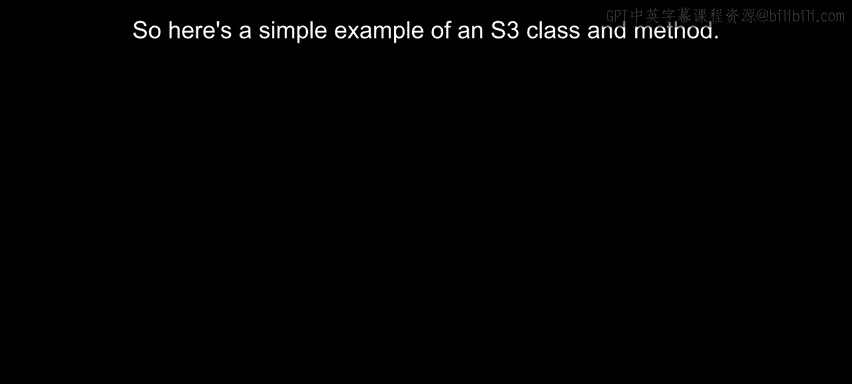 GPT中英字幕课程资源@bilibili.com
So here's a simple example of an S3 class and method.